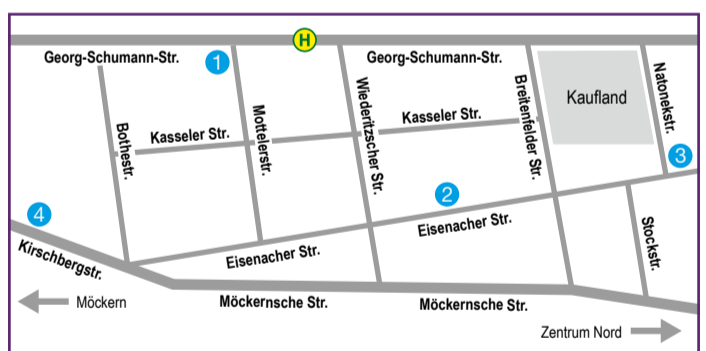 H
Georg-Schumann-Str.
1
Georg-Schumann-Str.
Bothestr.
Kasseler Str.
Mottelerstr.
Wiederitzscher Str.
Kasseler Str.
Breitenfelder Str.
Kaufland
Natonekstr.
3
2
4
Kirschbergstr.
Eisenacher Str.
Eisenacher Str.
Stockstr.
Möckern
Möckernsche Str.
Möckernsche Str.
Zentrum Nord